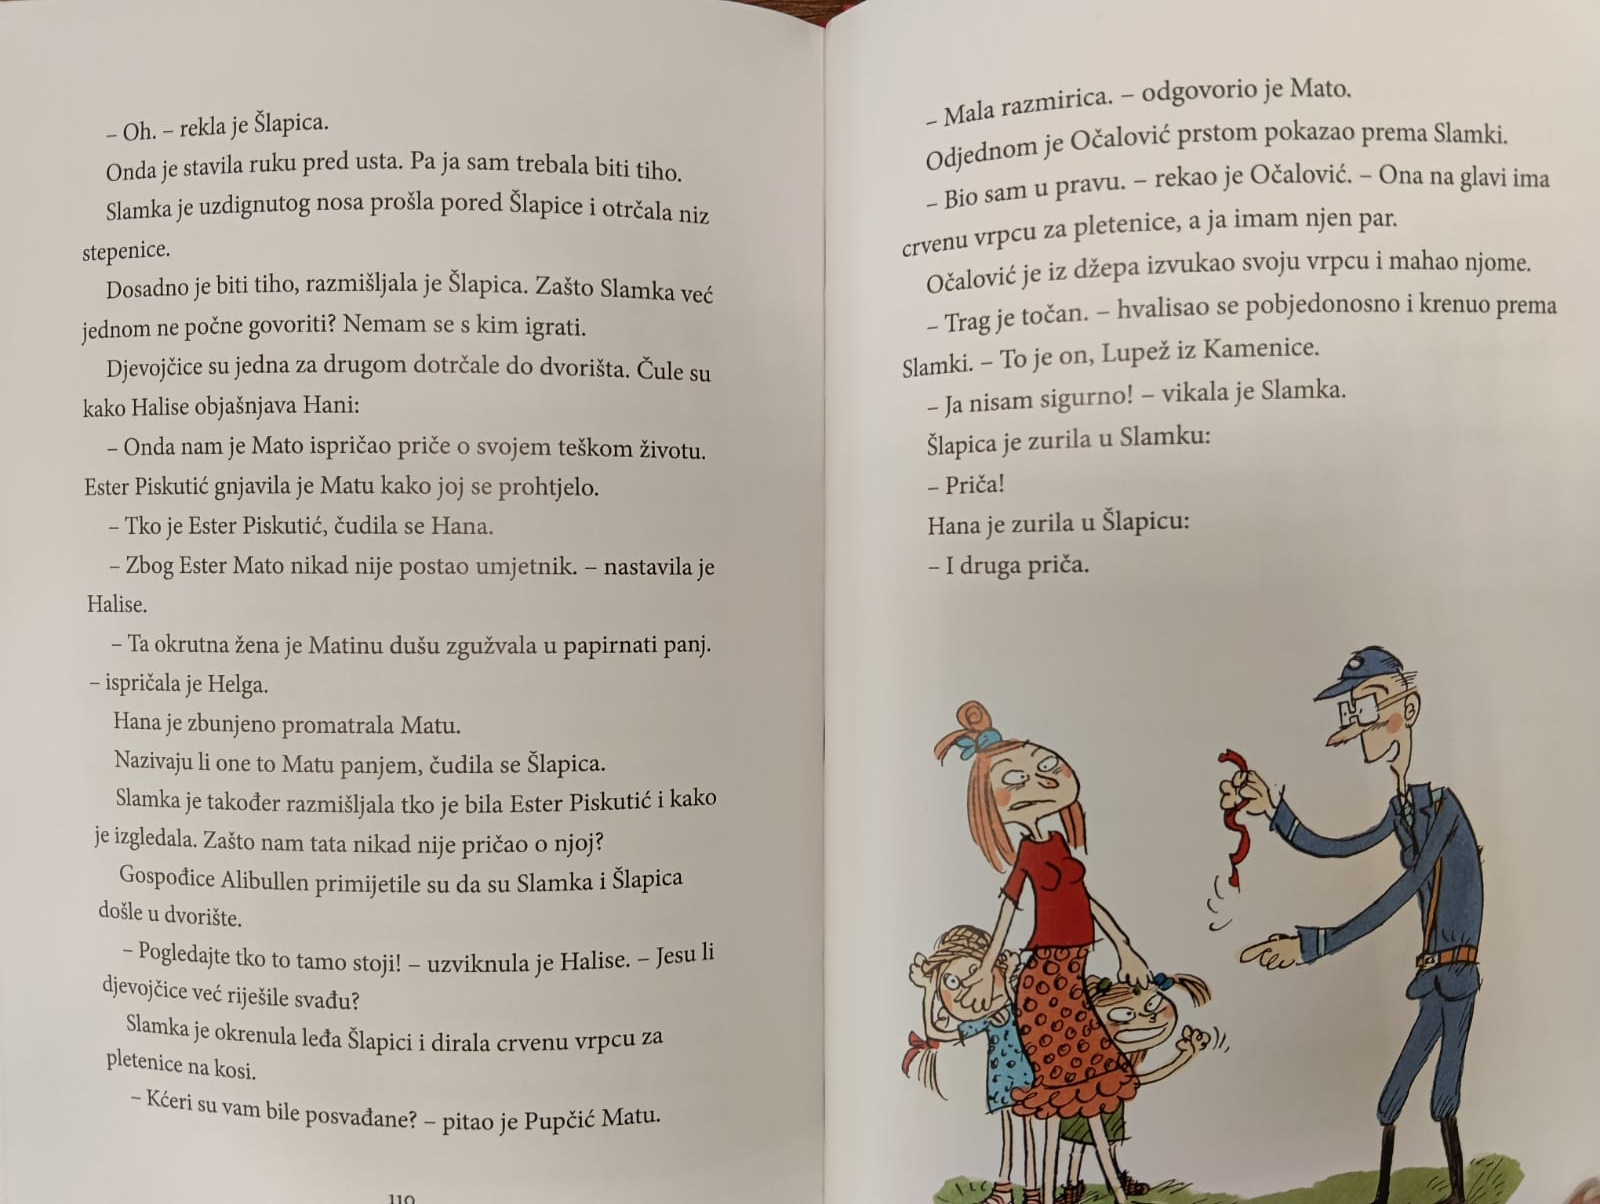 – Oh. – rekla je Šlapica.
Onda je stavila ruku pred usta. Pa ja sam trebala biti tiho.
Slamka je uzdignutog nosa prošla pored Šlapice i otrčala niz
stepenice.
Dosadno je biti tiho, razmišljala je Šlapica. Zašto Slamka već
jednom ne počne govoriti? Nemam se s kim igrati.
Djevojčice su jedna za drugom dotrčale do dvorišta. Čule su
kako Halise objašnjava Hani:
– Onda nam je Mato ispričao priče o svojem teškom životu.
Ester Piskutić gnjavila je Matu kako joj se prohtjelo.
– Tko je Ester Piskutić, čudila se Hana.
– Zbog Ester Mato nikad nije postao umjetnik. – nastavila je
Halise.
– Ta okrutna žena je Matinu dušu zgužvala u papirnati panj.
– ispričala je Helga.
Hana je zbunjeno promatrala Matu.
Nazivaju li one to Matu panjem, čudila se Šlapica.
Slamka je također razmišljala tko je bila Ester Piskutić i kako
je izgledala. Zašto nam tata nikad nije pričao o njoj?
Gospođice Alibullen primijetile su da su Slamka i Šlapica
došle u dvorište.
– Pogledajte tko to tamo stoji! – uzviknula je Halise. – Jesu li
djevojčice već riješile svađu?
Slamka je okrenula leđa Šlapici i dirala crvenu vrpcu za
pletenice na kosi.
– Kćeri su vam bile posvađane? – pitao je Pupčić Matu.
110
– Mala razmirica. – odgovorio je Mato.
Odjednom je Očalović prstom pokazao prema Slamki.
– Bio sam u pravu. – rekao je Očalović. – Ona na glavi ima
crvenu vrpcu za pletenice, a ja imam njen par.
Očalović je iz džepa izvukao svoju vrpcu i mahao njome.
– Trag je točan. – hvalisao se pobjedonosno i krenuo prema
Slamki. – To je on, Lupež iz Kamenice.
– Ja nisam sigurno! – vikala je Slamka.
Šlapica je zurila u Slamku:
– Priča!
Hana je zurila u Šlapicu:
– I druga priča.